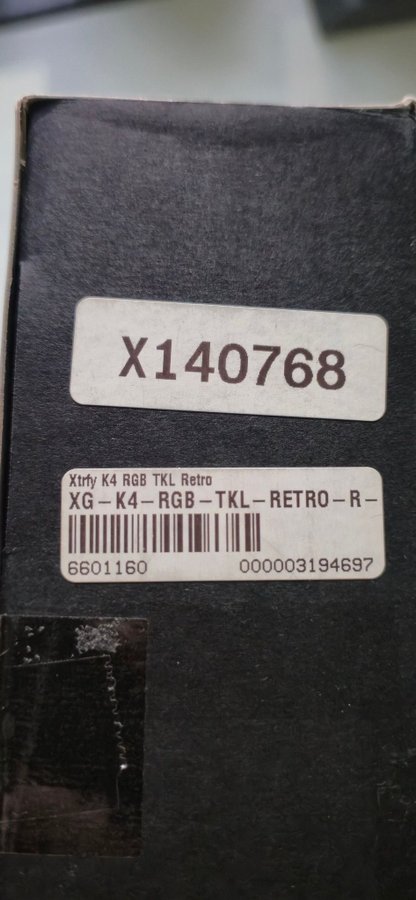 X140768
Xtrfy K4 RGB TKL Retro
XG-K4-RGB-TKL-RETRO-R-
6601160 000003194697